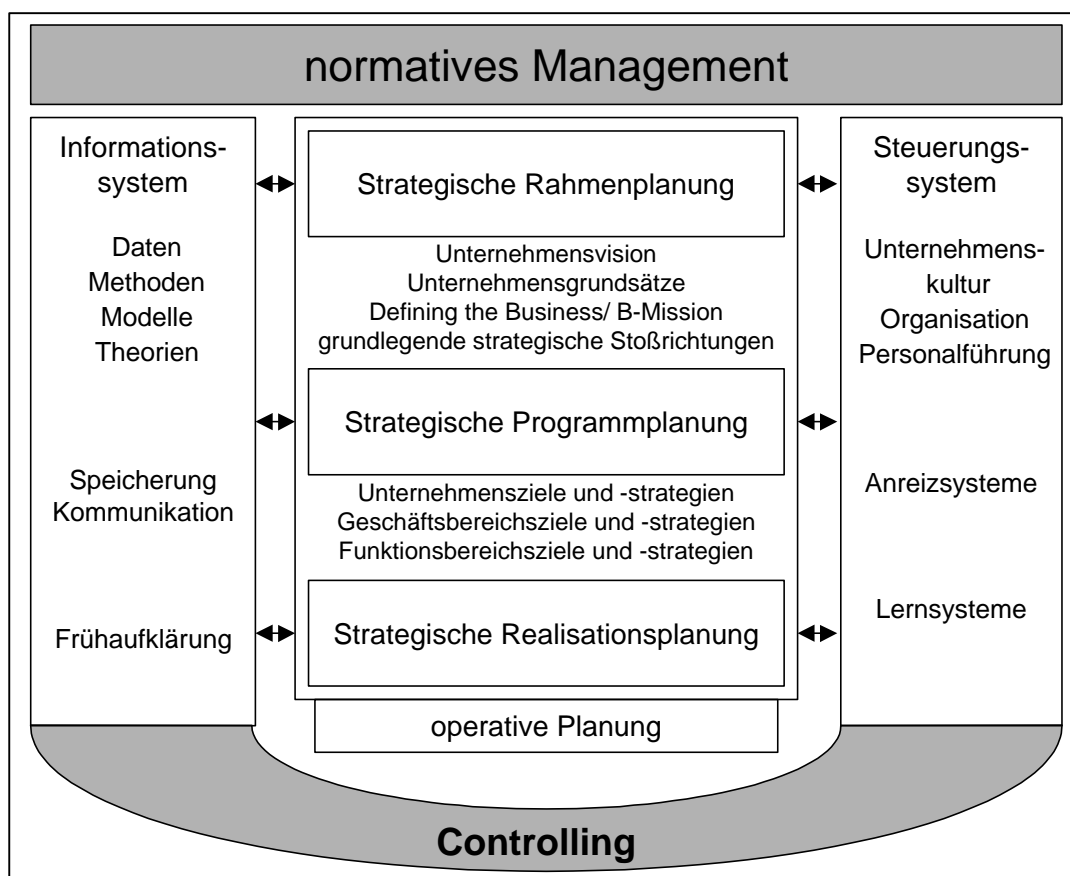 normatives Management
Informations-
system
Daten
Methoden
Modelle
Theorien
Speicherung
Kommunikation
Frühaufklärung
Strategische Rahmenplanung
Unternehmensvision
Unternehmensgrundsätze
Defining the Business/ B-Mission
grundlegende strategische Stoßrichtungen
Strategische Programmplanung
Unternehmensziele und -strategien
Geschäftsbereichsziele und -strategien
Funktionsbereichsziele und -strategien
Strategische Realisationsplanung
operative Planung
Steuerungs-
system
Unternehmens-
kultur
Organisation
Personalführung
Anreizsysteme
Lernsysteme
Controlling